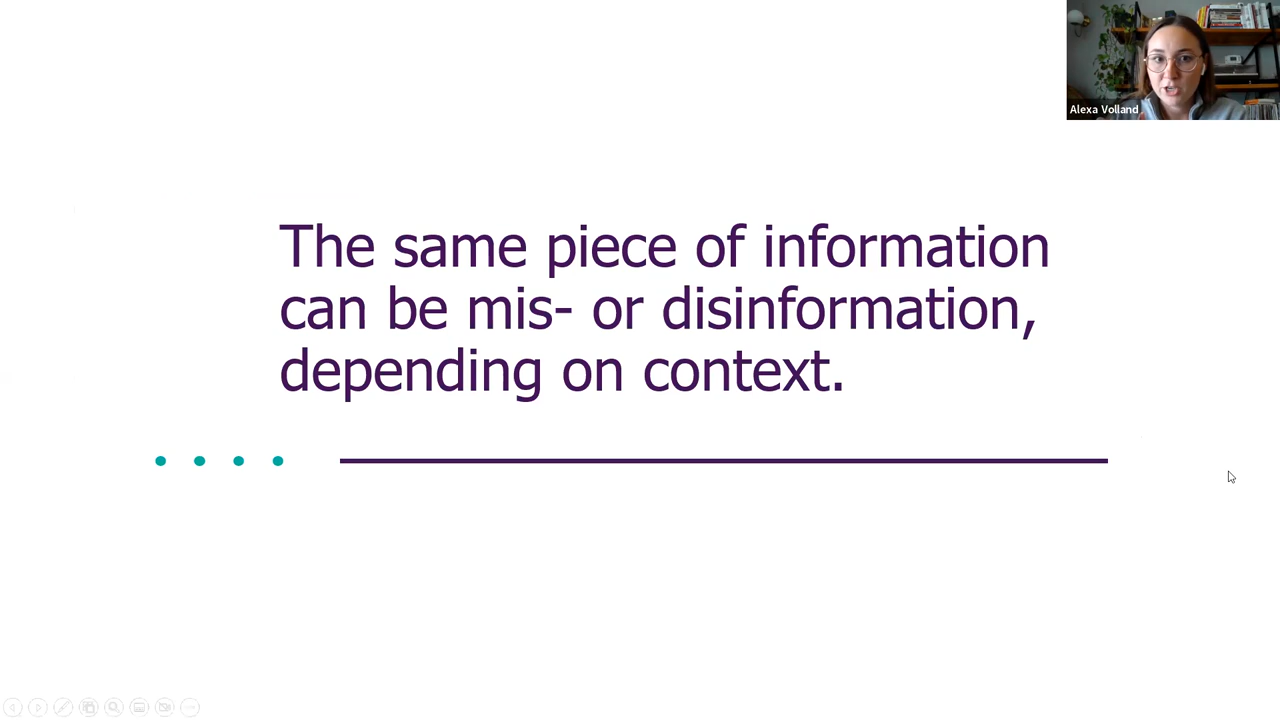 Alexa Volland
The same piece of information
can be mis- or disinformation,
depending on context.